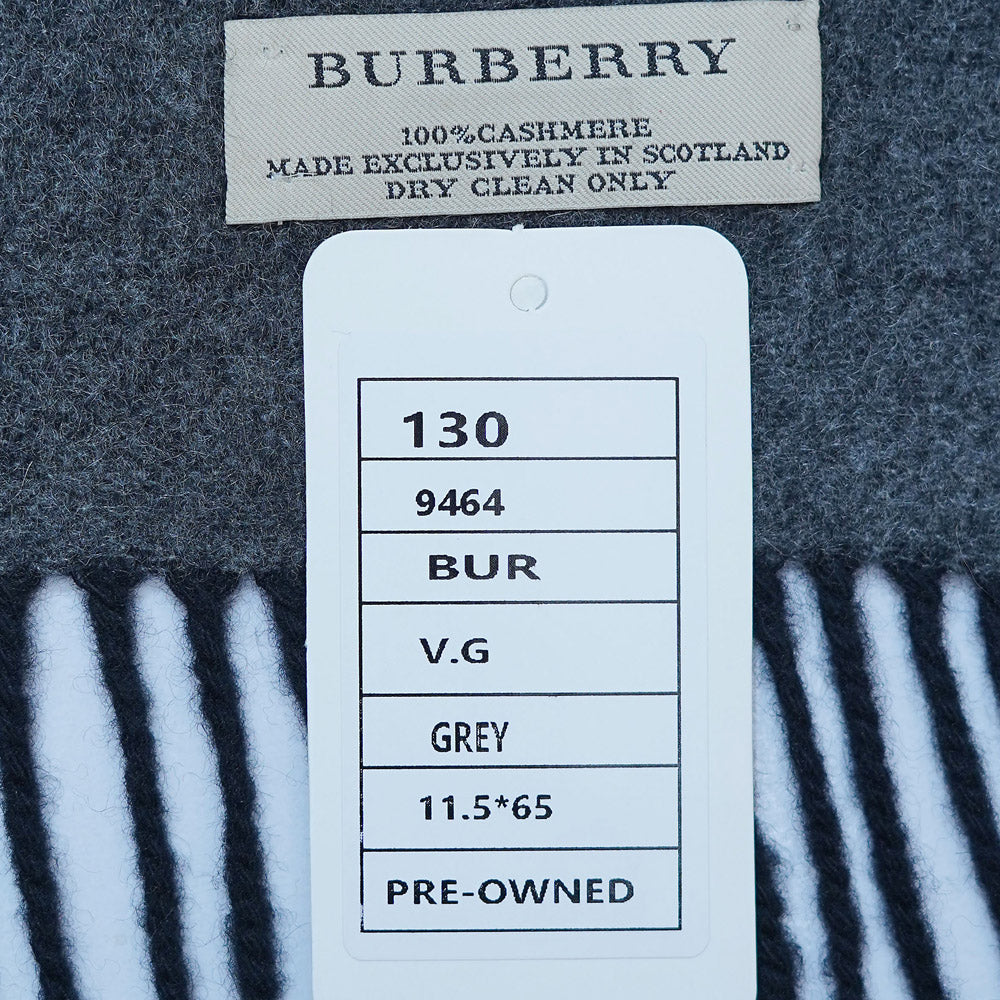 BURBERRY
100%CASHMERE
MADE EXCLUSIVELY IN SCOTLAND
DRY CLEAN ONLY
130
9464
BUR
V.G
GREY
11.5*65
PRE-OWNED